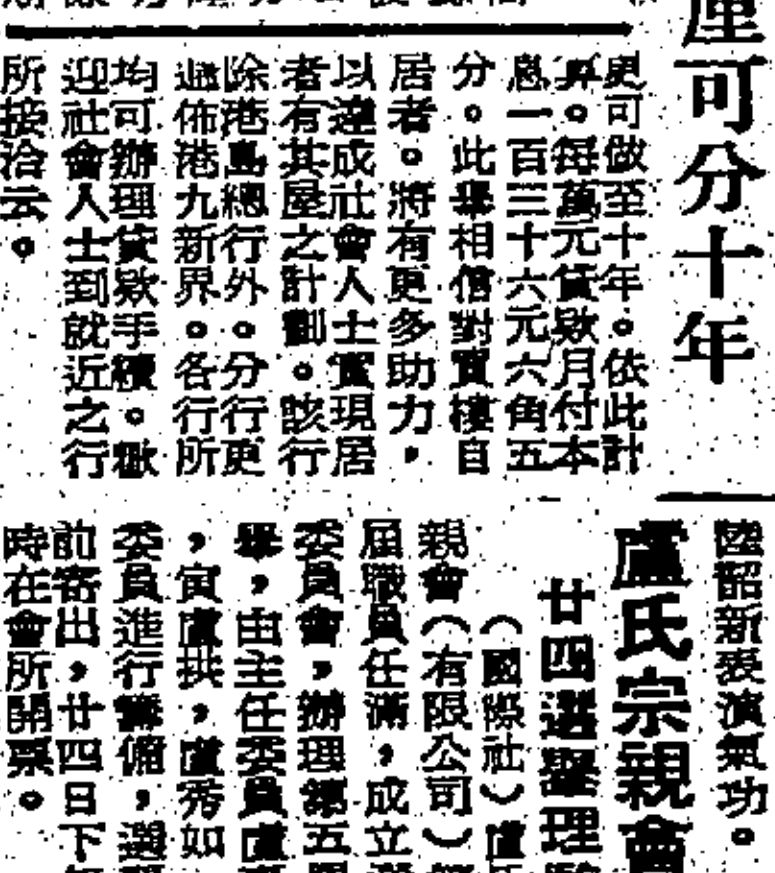 可分十年
更可做至十年。依此計
算。每萬元貸款月付本
息一百三十六元六角五
分。此舉相信對買樓自
居者。將有更多助力,
以達成社會人士實現居
者有其屋之計劃。該行
除港島總行外。分行更
遍佈港九新界。各行所
均可辦理貸款手續。歡
迎社會人士到就近之行
所接洽云。
陸韶新表演氣功。
盧氏宗親會
廿四選舉理
(國際社)盧氏
親會(有限公司)
屆職員任滿,成立選
委員會,辦理第五屆
舉,由主任委員盧
,寅盧拱,盧秀如
委員進行籌備,選
前寄出,廿四日下
時在會所開票。